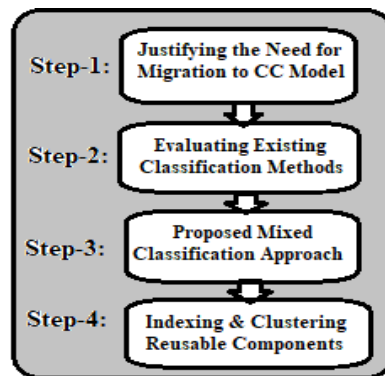 Step-1:
Justifying the Need for
Migration to CC Model
Step-2:
Evaluating Existing
Classification Methods
Step-3:
Proposed Mixed
Classification Approach
Step-4:
Indexing & Clustering
Reusable Components